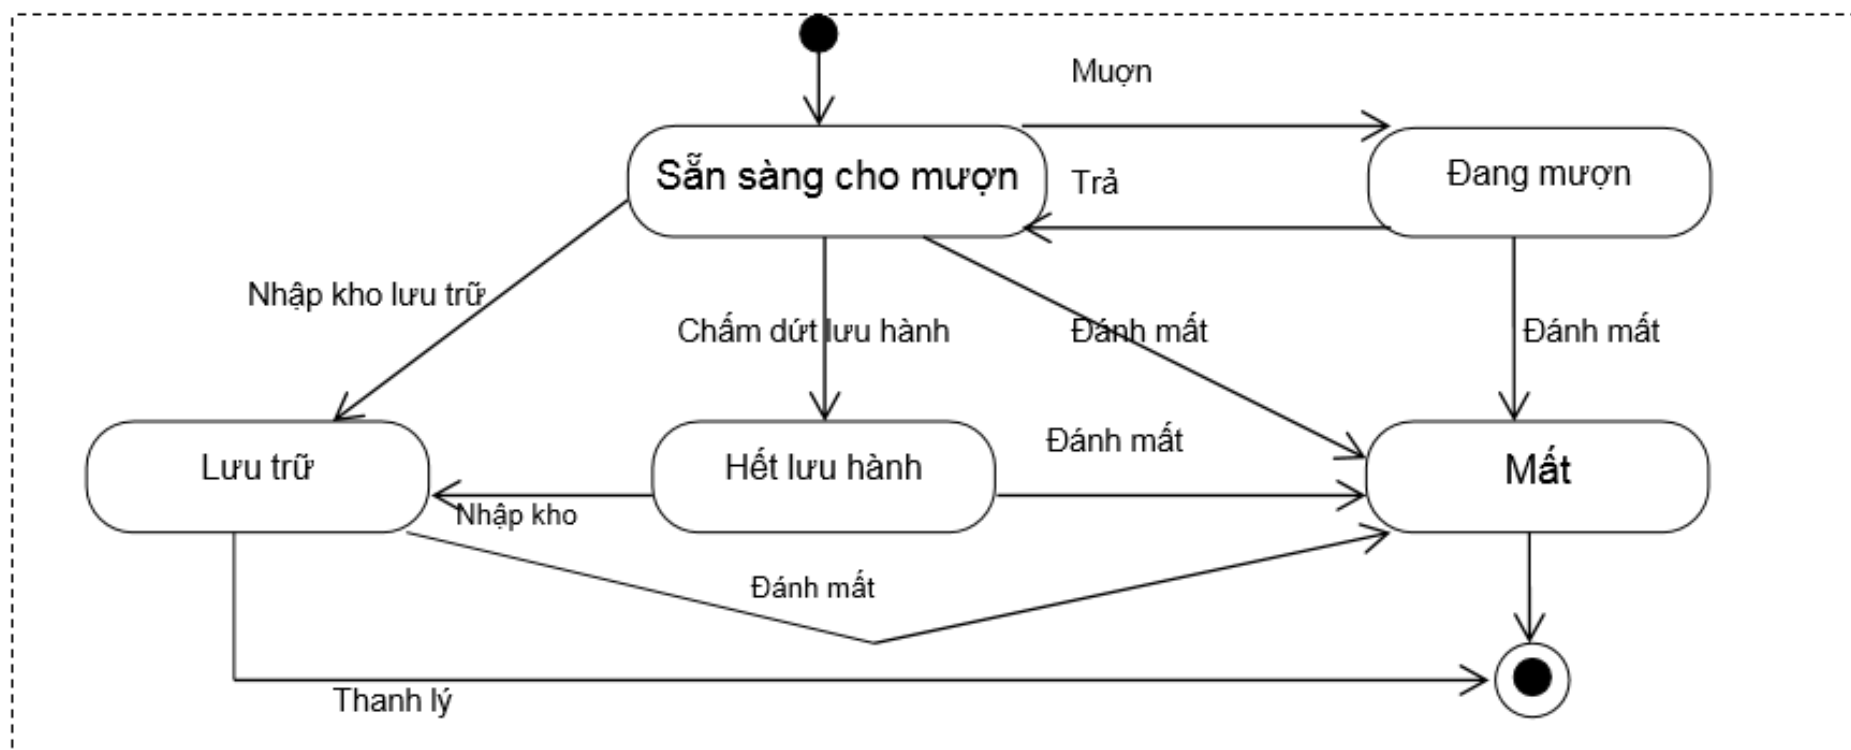 Muợn
Sẵn sàng cho mượn
Trả
Đang mượn
Nhập kho lưu trữ
Chấm dứt lưu hành
Đánh mất
Đánh mất
Lưu trữ
Hết lưu hành
Đánh mất
Mất
Nhập kho
Đánh mất
Thanh lý